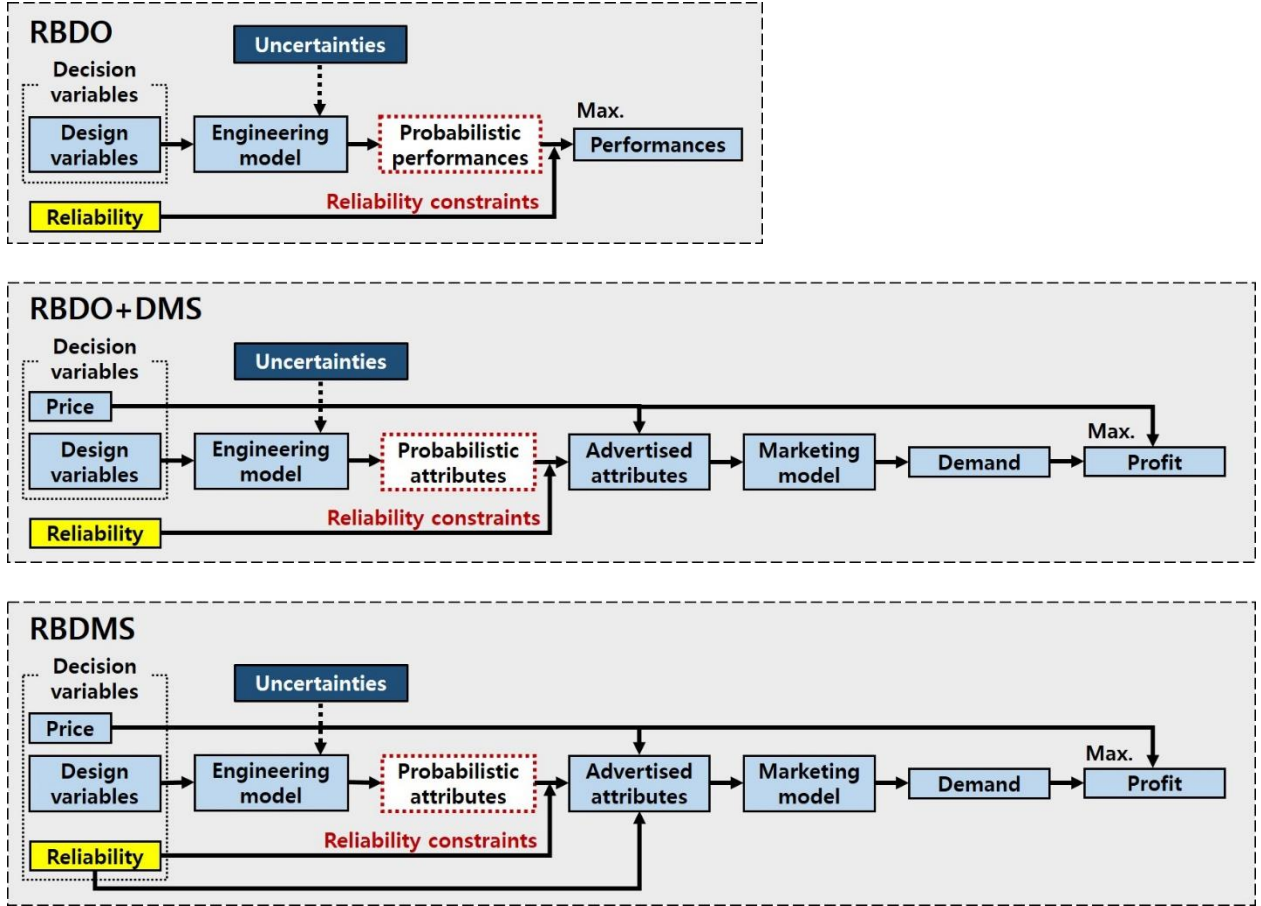 RBDO
Uncertainties
Decision
variables
Design
variables
Engineering
model
Probabilistic
performances
Max.
Performances
Reliability constraints
Reliability
RBDO+DMS
Decision
variables
Uncertainties
Price
Max.
Design
variables
Engineering
model
Probabilistic
attributes
Advertised
attributes
Marketing
model
Demand
Profit
Reliability constraints
Reliability
RBDMS
Decision
variables
Uncertainties
Price
Max.
Design
variables
Engineering
model
Probabilistic
attributes
Advertised
attributes
Marketing
model
Demand
Profit
Reliability constraints
Reliability